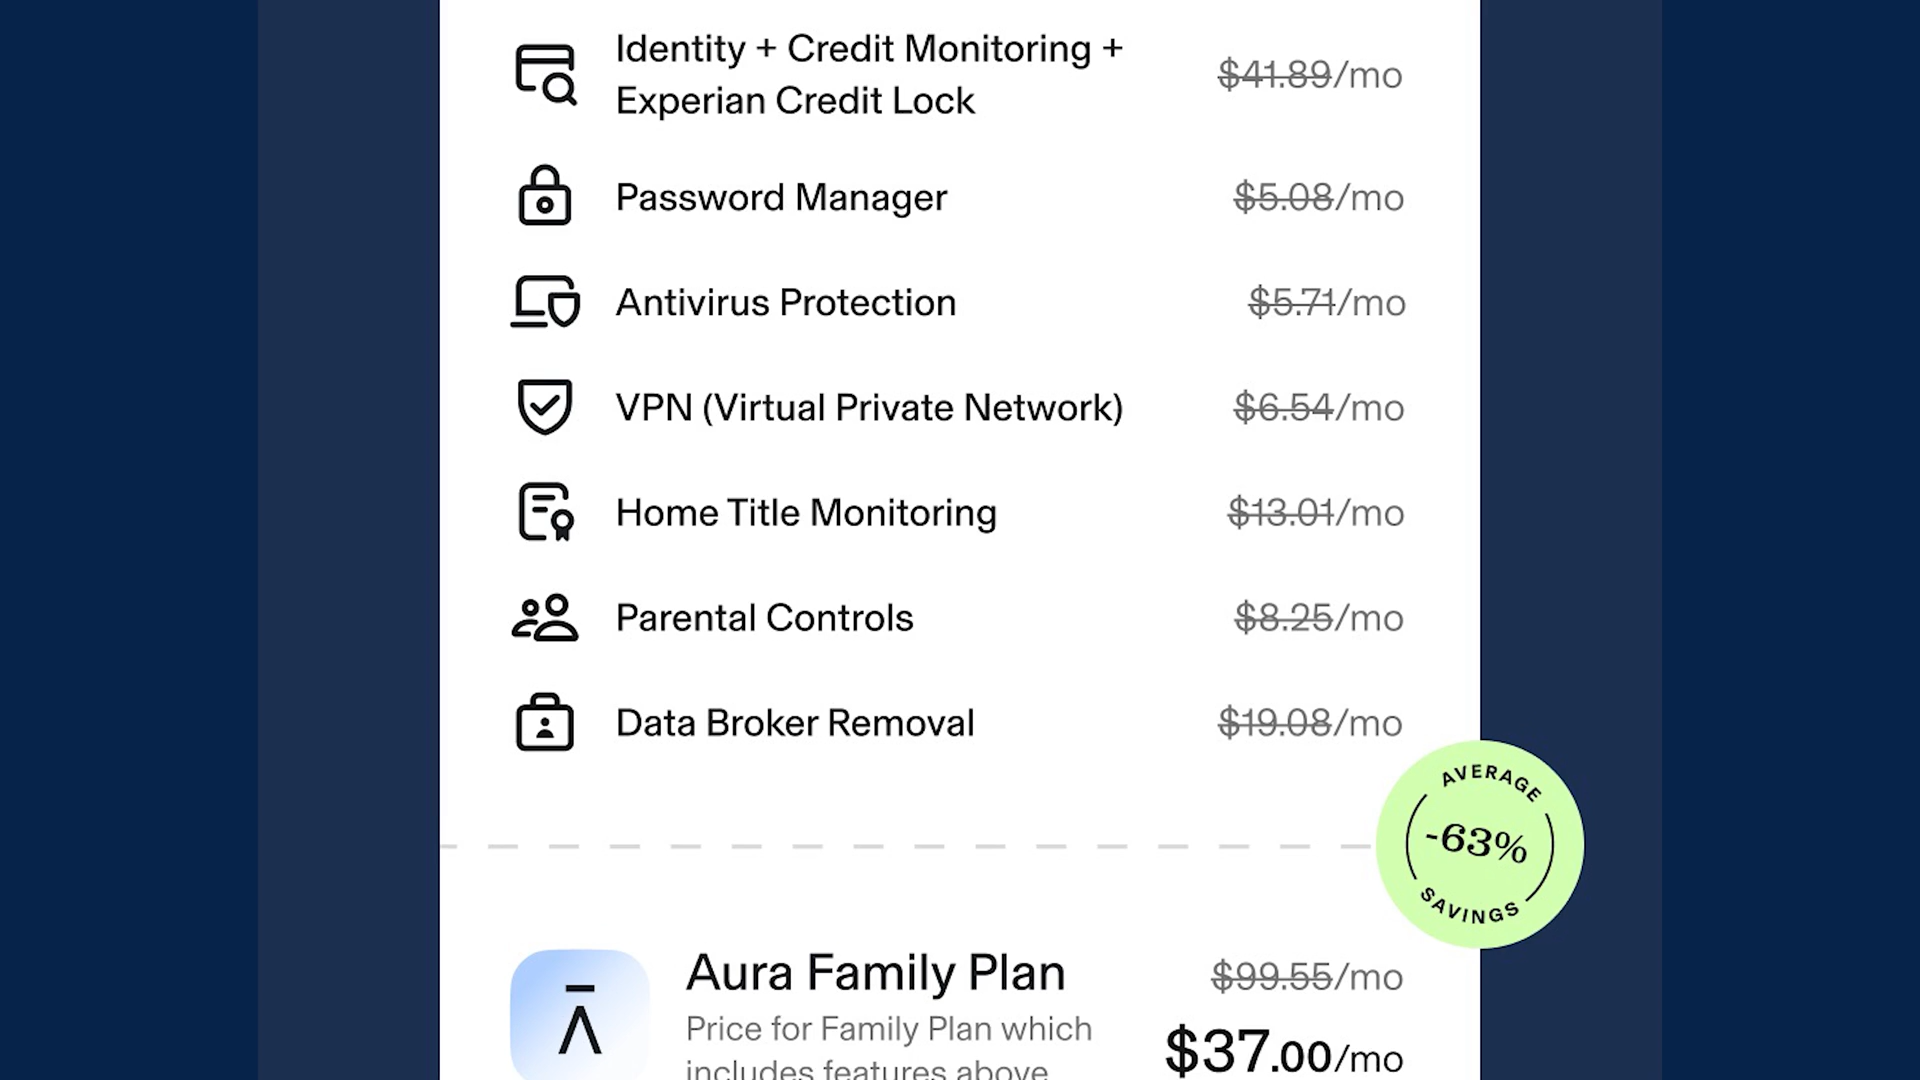 Identity + Credit Monitoring +
Experian Credit Lock
$41.89/mo
Password Manager
$5.08/mo
Antivirus Protection
$5.71/mo
VPN (Virtual Private Network)
$6.54/mo
Home Title Monitoring
$13.01/mo
Parental Controls
$8.25/mo
Data Broker Removal
$19.08/mo
AVERAGE
-63%
SAVINGS
Aura Family Plan
$99.55/mo
Price for Family Plan which
includes features above
$37.00/mo